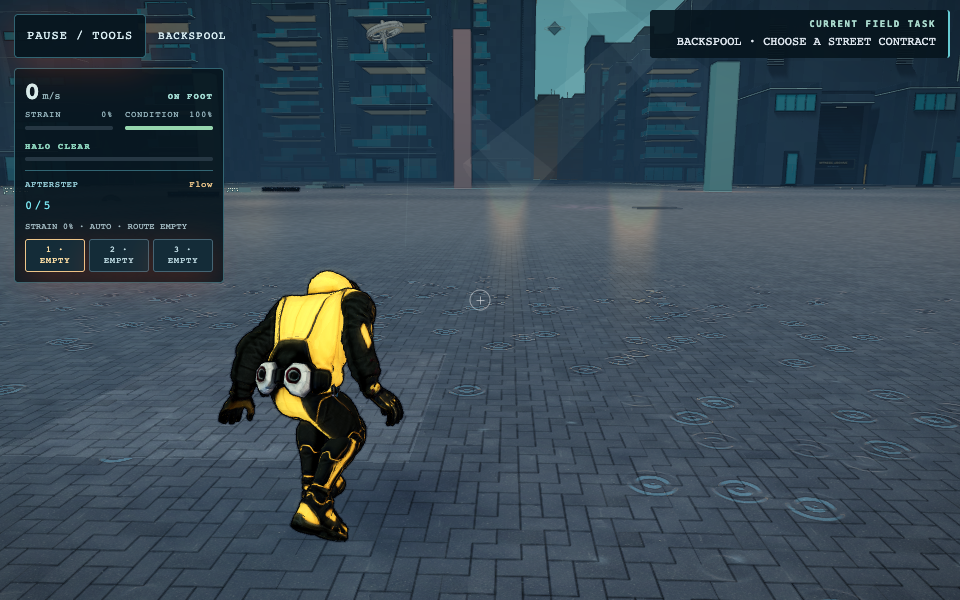 PAUSE / TOOLS
BACKSPOOL
CURRENT FIELD TASK
BACKSPOOL · CHOOSE A STREET CONTRACT
0 m/s
ON FOOT
STRAIN 0%
CONDITION 100%
HALO CLEAR
AFTERSTEP
Flow
0 / 5
STRAIN 0% · AUTO · ROUTE EMPTY
1 ·
EMPTY
2 ·
EMPTY
3 ·
EMPTY